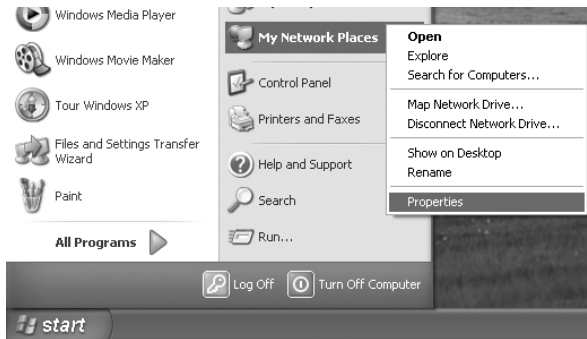 Windows Media Player
Windows Movie Maker
Tour Windows XP
Files and Settings Transfer
Wizard
Paint
All Programs
My Network Places
Control Panel
Printers and Faxes
Help and Support
Search
Run...
Open
Explore
Search for Computers...
Map Network Drive...
Disconnect Network Drive...
Show on Desktop
Rename
Properties
Log Off
Turn Off Computer
start